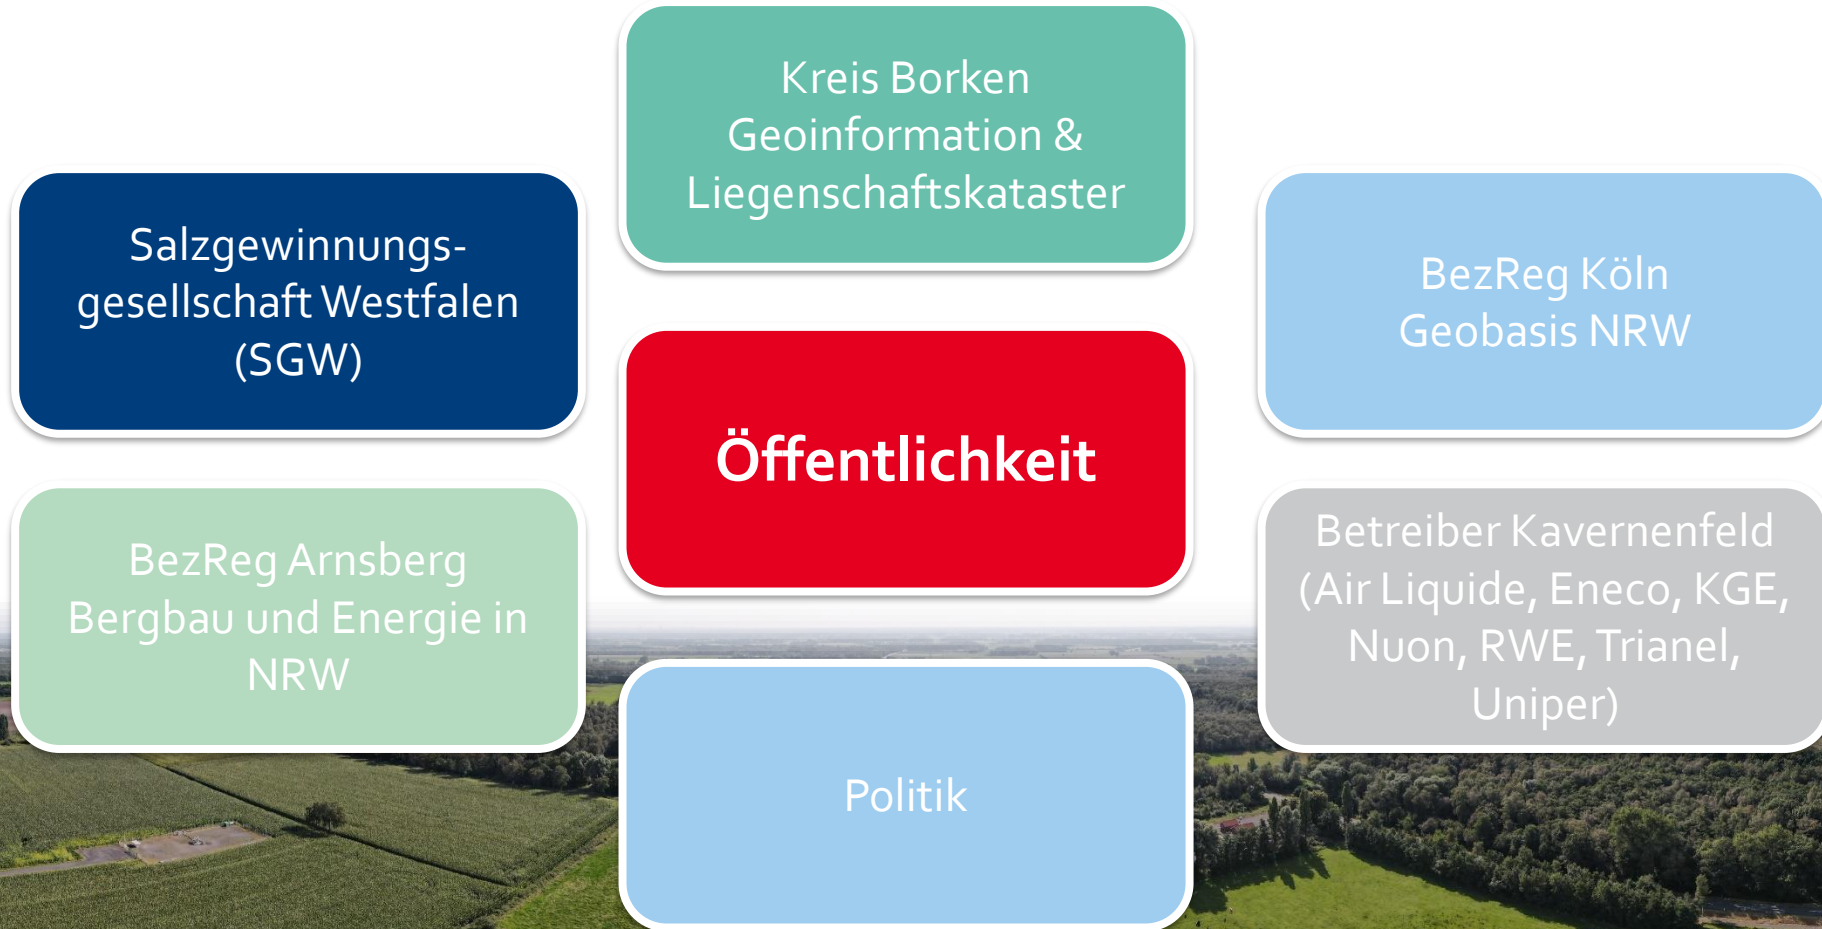 Kreis Borken
Geoinformation &
Liegenschaftskataster
Salzgewinnungs-
gesellschaft Westfalen
(SGW)
BezReg Köln
Geobasis NRW
Öffentlichkeit
BezReg Arnsberg
Bergbau und Energie in
NRW
Betreiber Kavernenfeld
(Air Liquide, Eneco, KGE,
Nuon, RWE, Trianel,
Uniper)
Politik